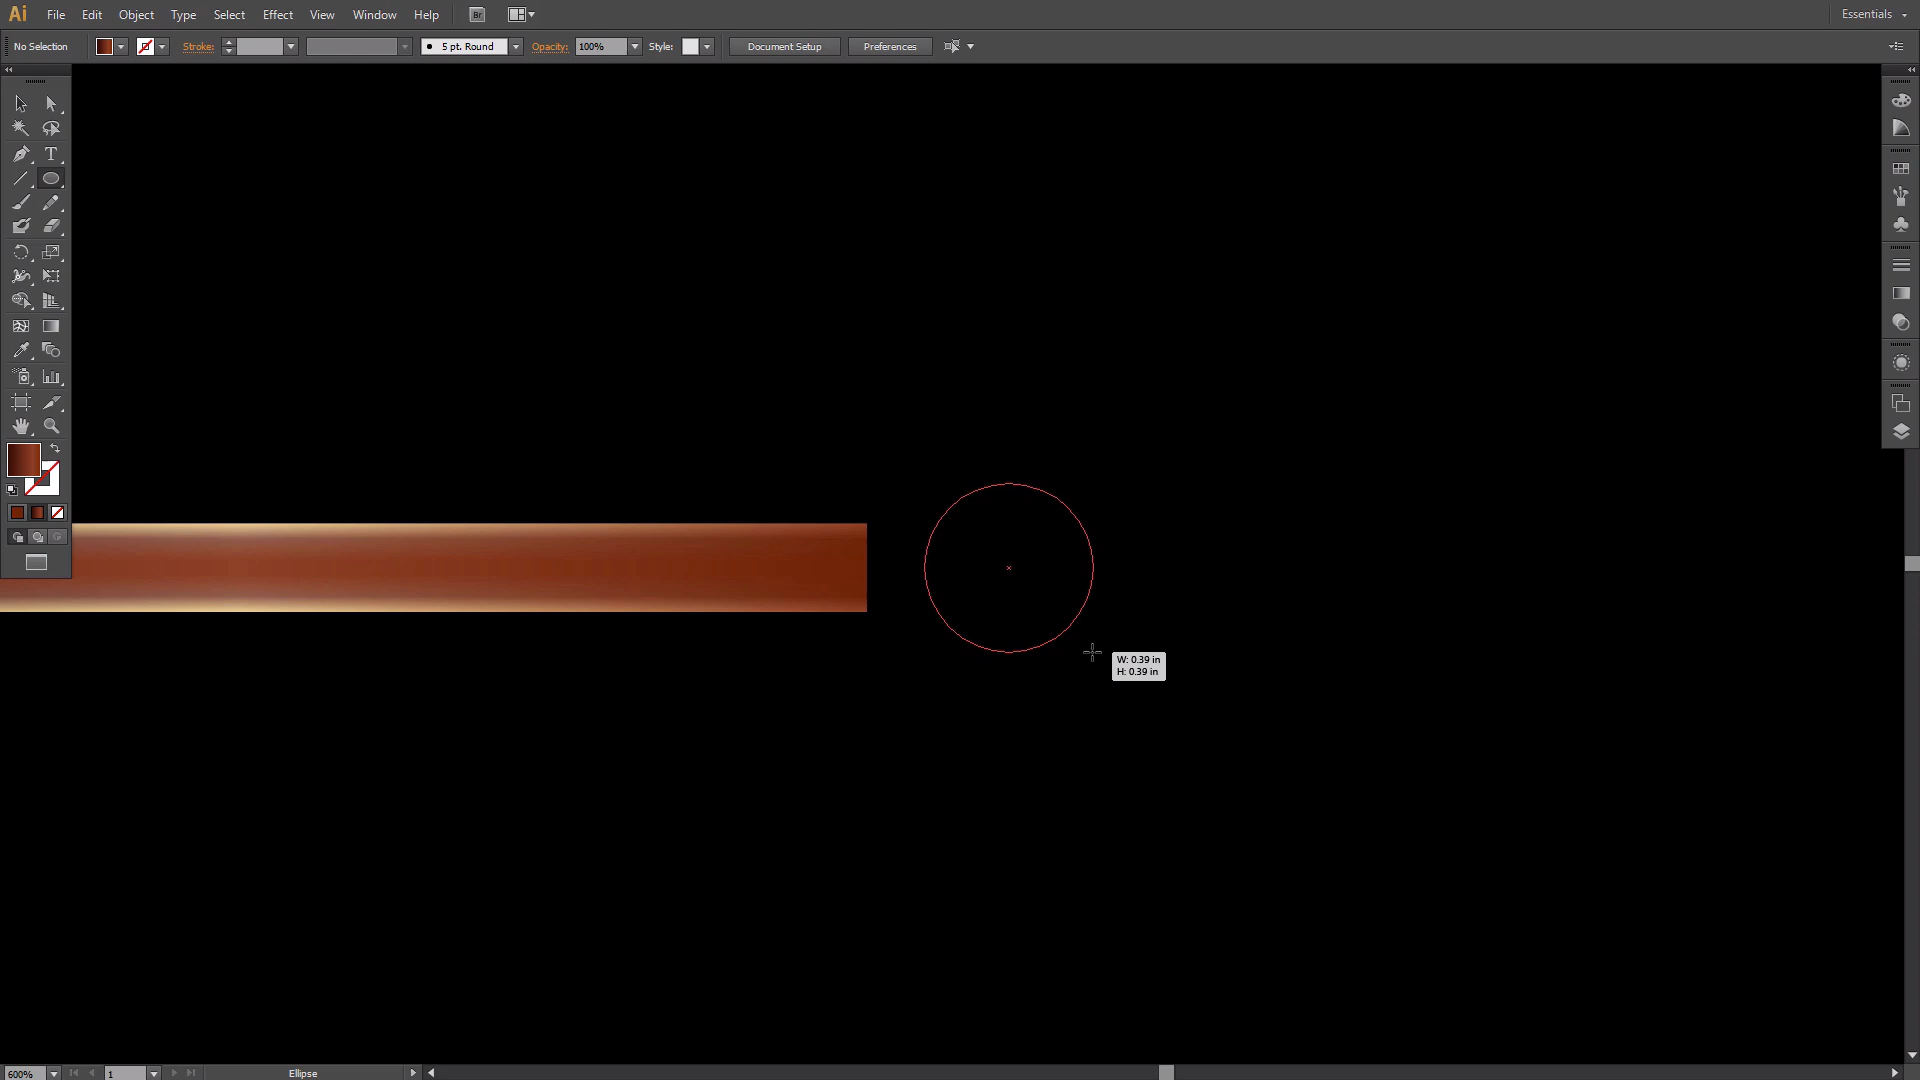 Ai File Edit Object Type Select Effect View Window Help Br Essentials
No Selection Stroke: 5 pt. Round Opacity: 100% Style: Document Setup Preferences
T
W: 0.39 in
H: 0.39 in
600% 1 Ellipse